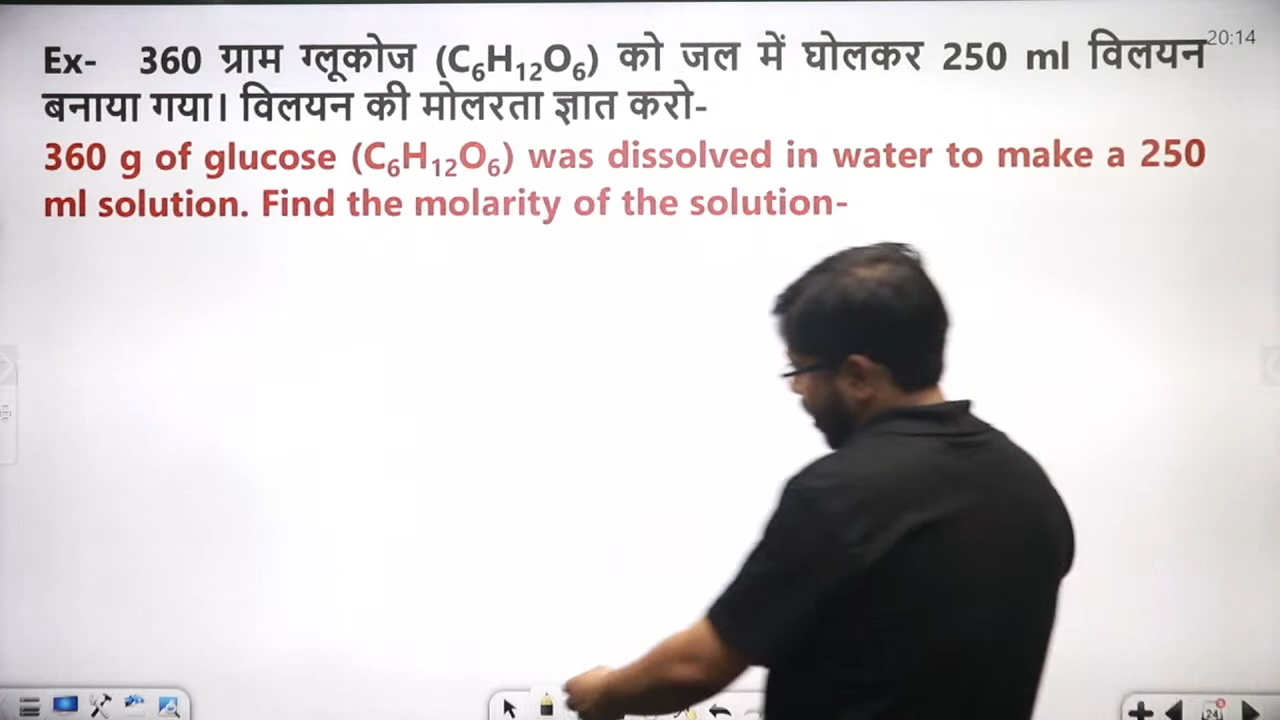 Ex- 360 ग्राम ग्लूकोज (C₆H₁₂O₆) को जल में घोलकर 250 ml विलयन
20:14
बनाया गया। विलयन की मोलरता ज्ञात करो-
360 g of glucose (C₆H₁₂O₆) was dissolved in water to make a 250
ml solution. Find the molarity of the solution-
24